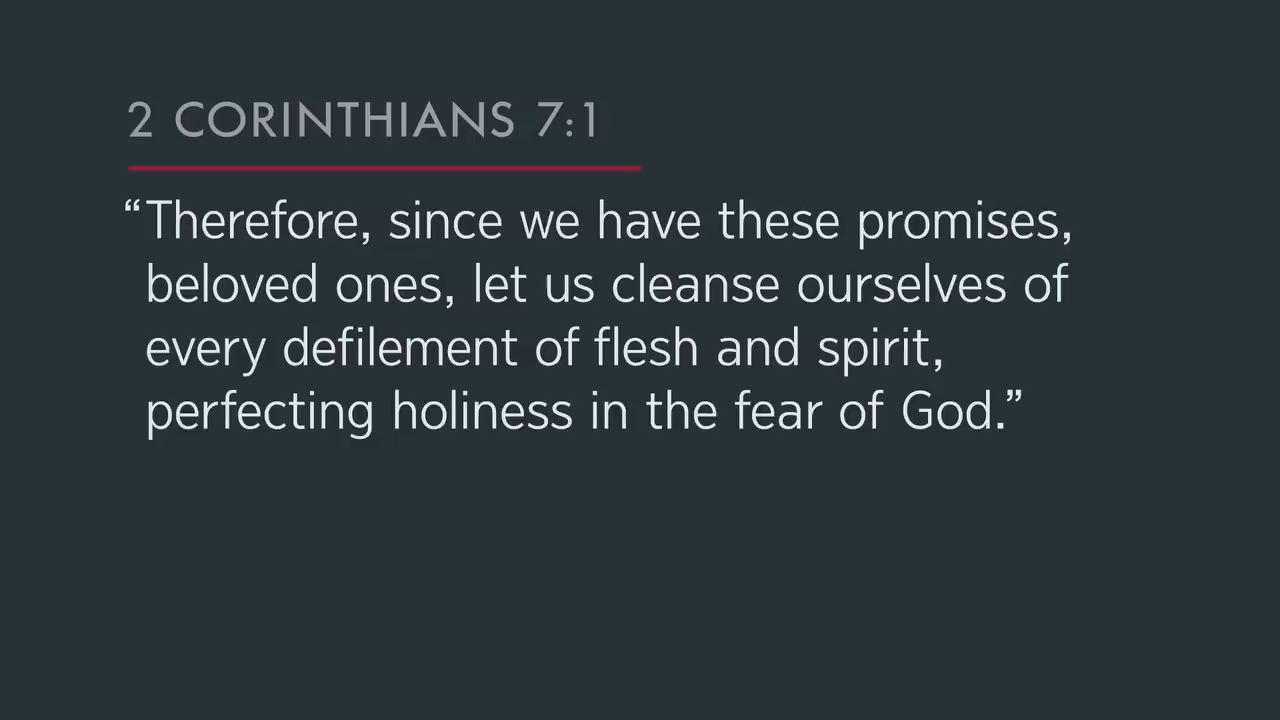 2 CORINTHIANS 7:1
“Therefore, since we have these promises,
beloved ones, let us cleanse ourselves of
every defilement of flesh and spirit,
perfecting holiness in the fear of God.”